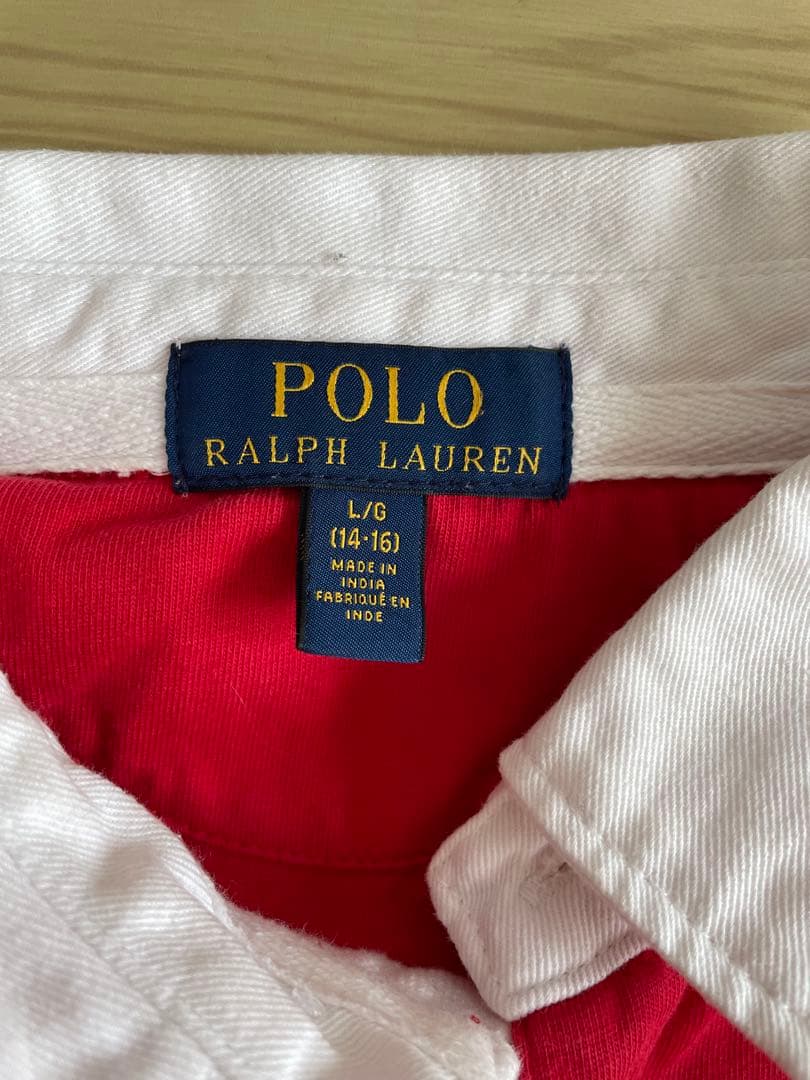 POLO
RALPH LAUREN
L/G
(14-16)
MADE IN
INDIA
FABRIQUÉ EN
INDE